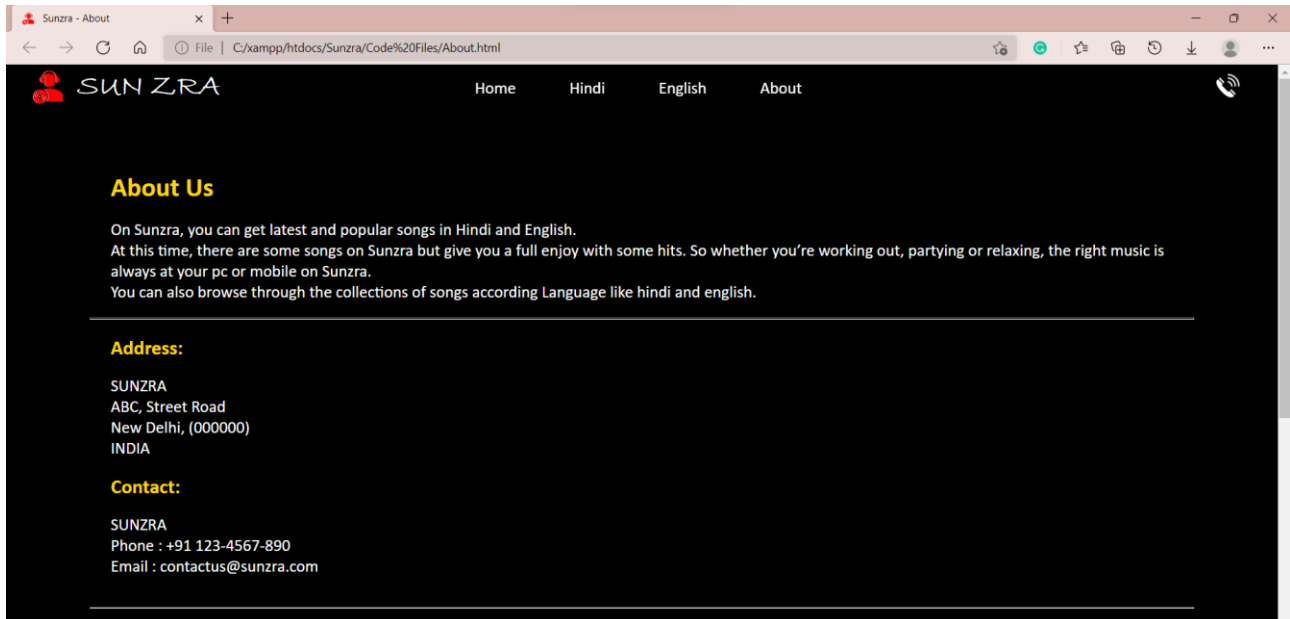 Sunzra - About
File | C:/xampp/htdocs/Sunzra/Code%20Files/About.html
SUN ZRA
Home Hindi English About
About Us
On Sunzra, you can get latest and popular songs in Hindi and English.
At this time, there are some songs on Sunzra but give you a full enjoy with some hits. So whether you’re working out, partying or relaxing, the right music is
always at your pc or mobile on Sunzra.
You can also browse through the collections of songs according Language like hindi and english.
Address:
SUNZRA
ABC, Street Road
New Delhi, (000000)
INDIA
Contact:
SUNZRA
Phone : +91 123-4567-890
Email : contactus@sunzra.com